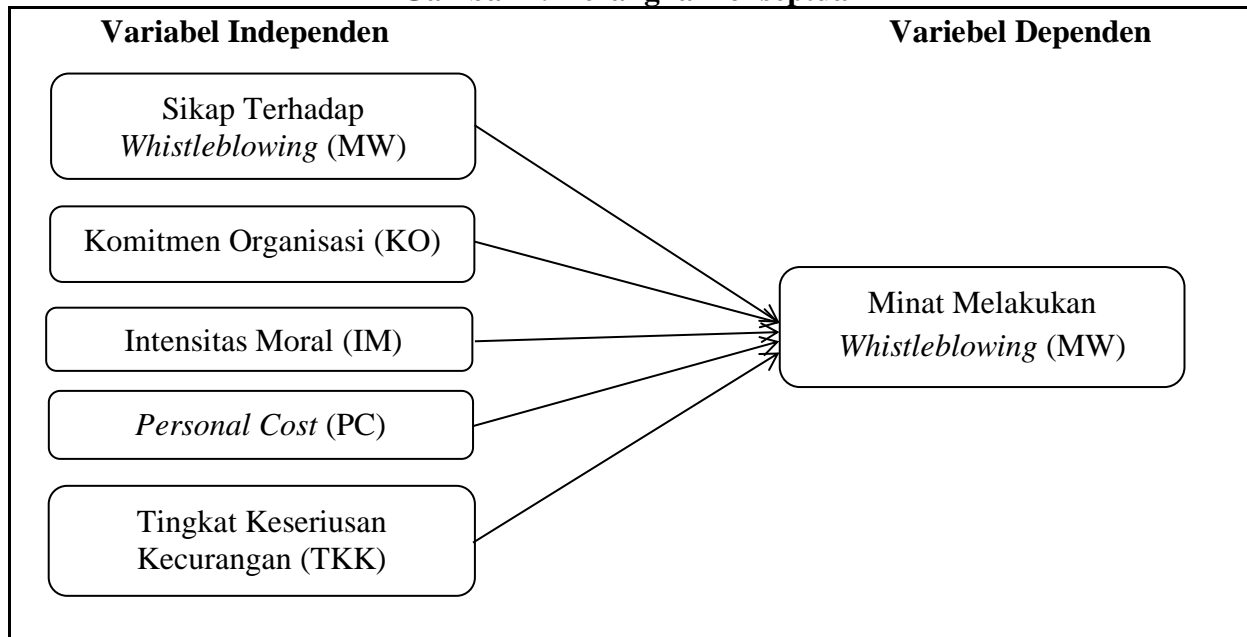 Variabel Independen
Variebel Dependen
Sikap Terhadap
Whistleblowing (MW)
Komitmen Organisasi (KO)
Intensitas Moral (IM)
Personal Cost (PC)
Tingkat Keseriusan
Kecurangan (TKK)
Minat Melakukan
Whistleblowing (MW)